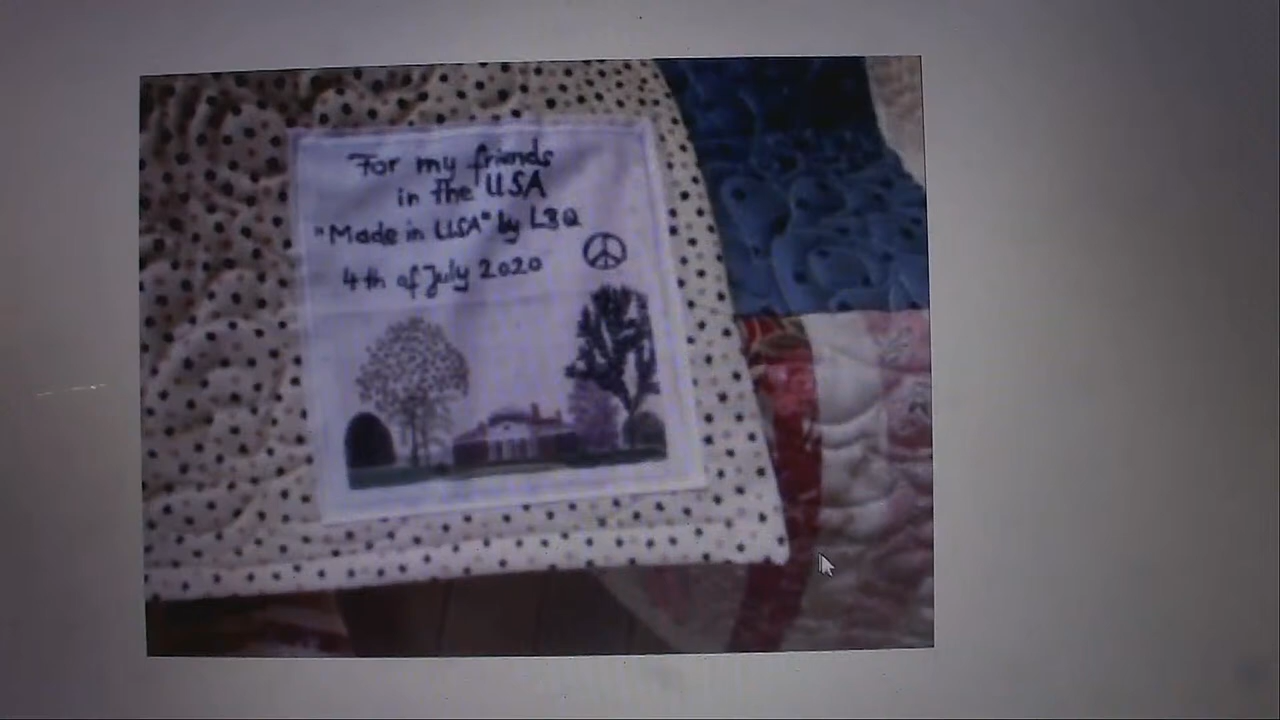 For my friends
in the USA
"Made in USA" by LBQ
4th of July 2020